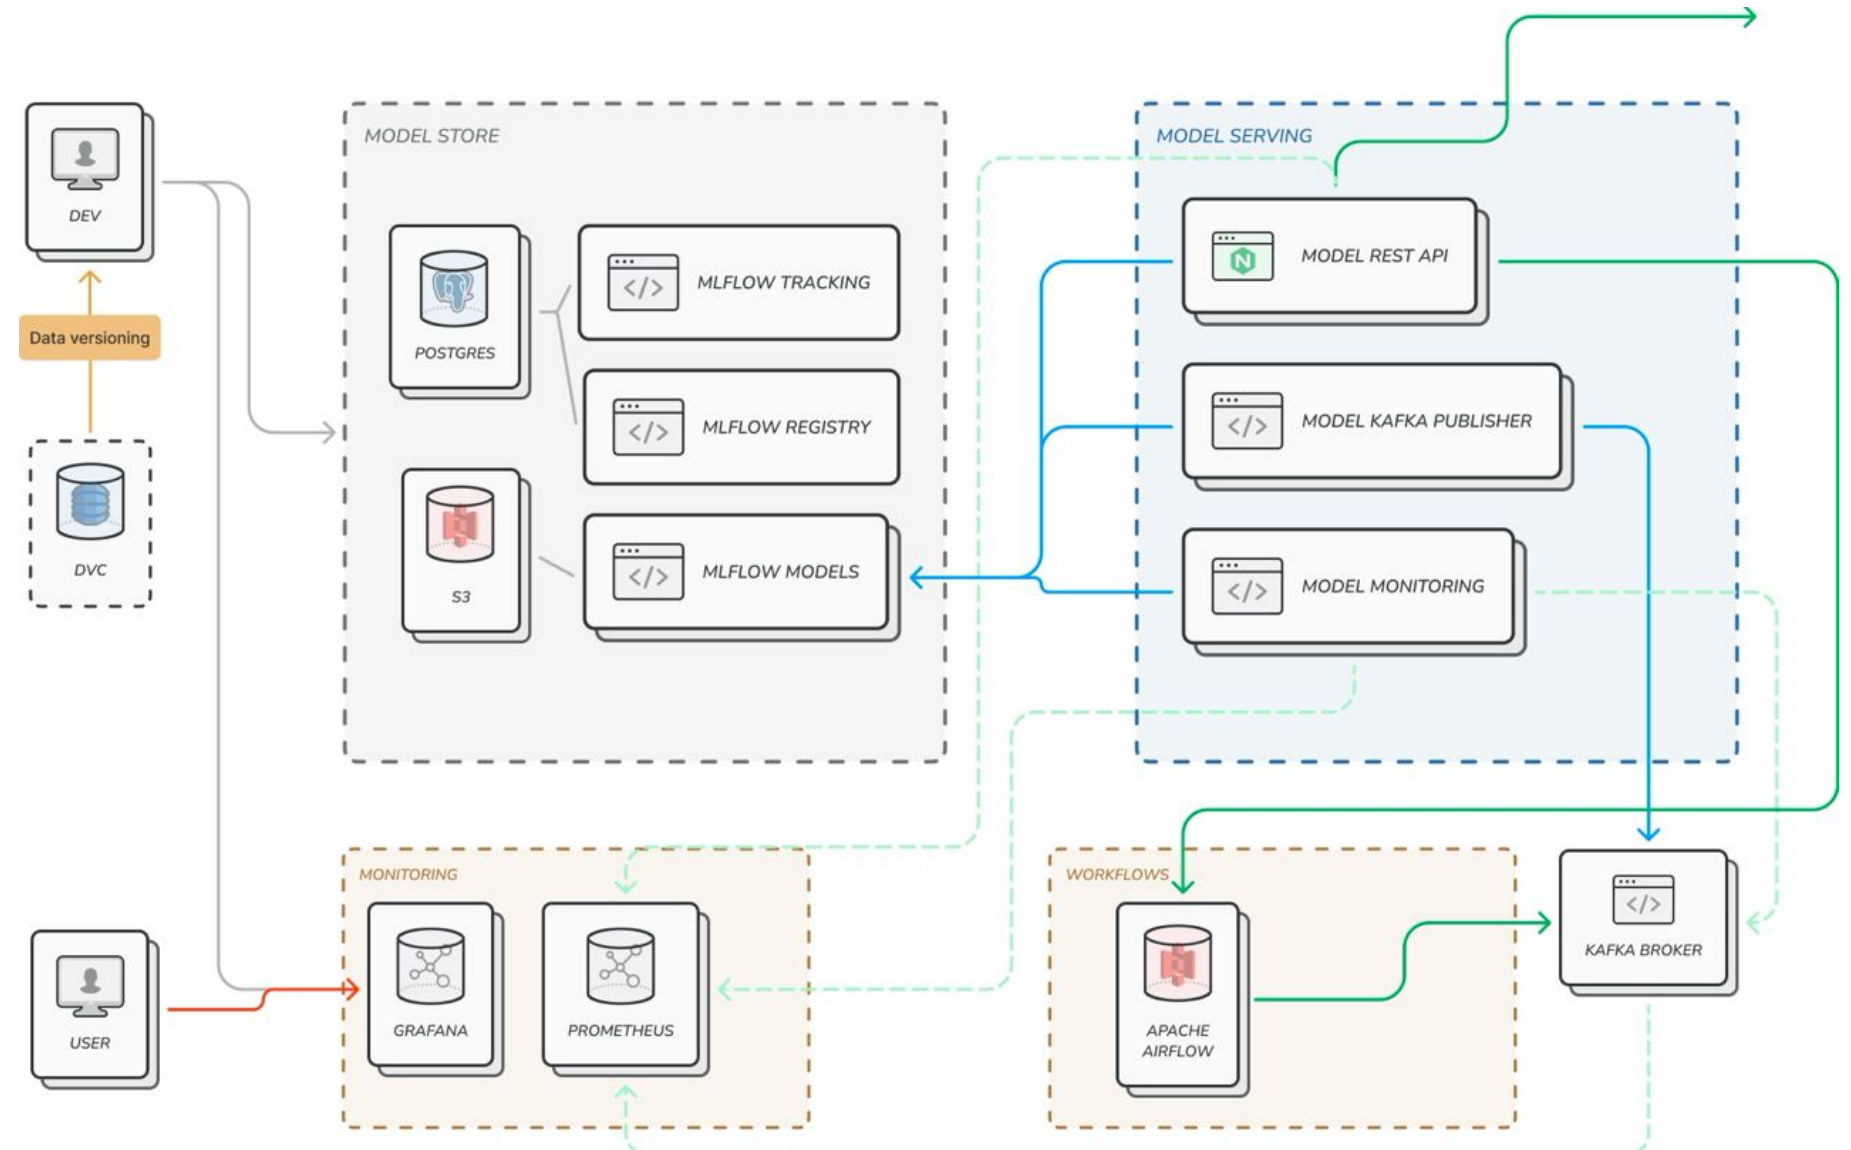 MODEL STORE
MODEL SERVING
DEV
MODEL REST API
MLFLOW TRACKING
Data versioning
POSTGRES
MODEL KAFKA PUBLISHER
MLFLOW REGISTRY
DVC
S3
MLFLOW MODELS
MODEL MONITORING
MONITORING
WORKFLOWS
KAFKA BROKER
USER
GRAFANA
PROMETHEUS
APACHE
AIRFLOW